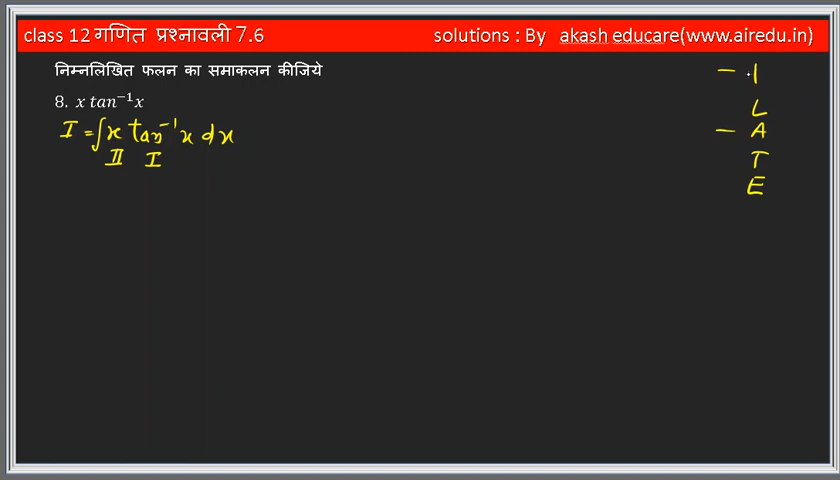 class 12 गणित प्रश्नावली 7.6 solutions : By akash educare(www.airedu.in)
निम्नलिखित फलन का समाकलन कीजिये
8. x tan⁻¹x
I = ∫ x tan⁻¹ x dx
II I
– I
L
– A
T
E